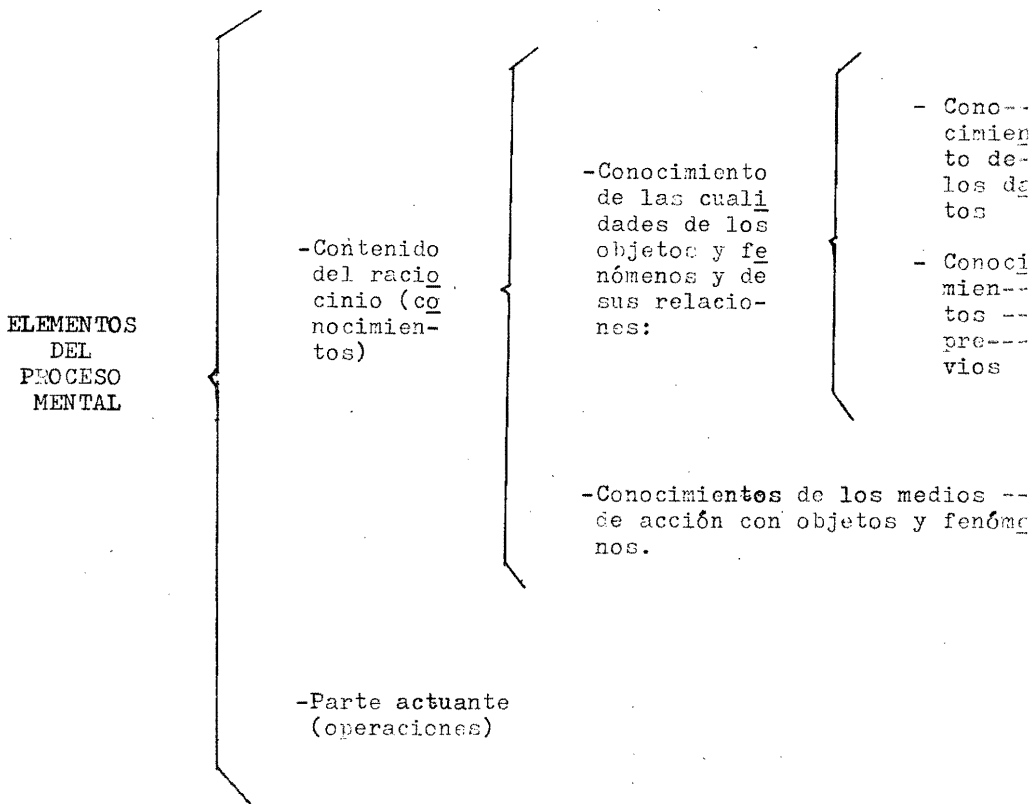 ELEMENTOS
DEL
PROCESO
MENTAL
-Contenido
del racio
cinio (co
nocimien-
tos)
-Conocimiento
de las cuali
dades de los
objetos y fe
nómenos y de
sus relacio-
nes:
- Cono--
cimien
to de-
los da
tos
- Conoci
mien--
tos --
pre---
vios
-Conocimientos de los medios --
de acción con objetos y fenóme
nos.
-Parte actuante
(operaciones)